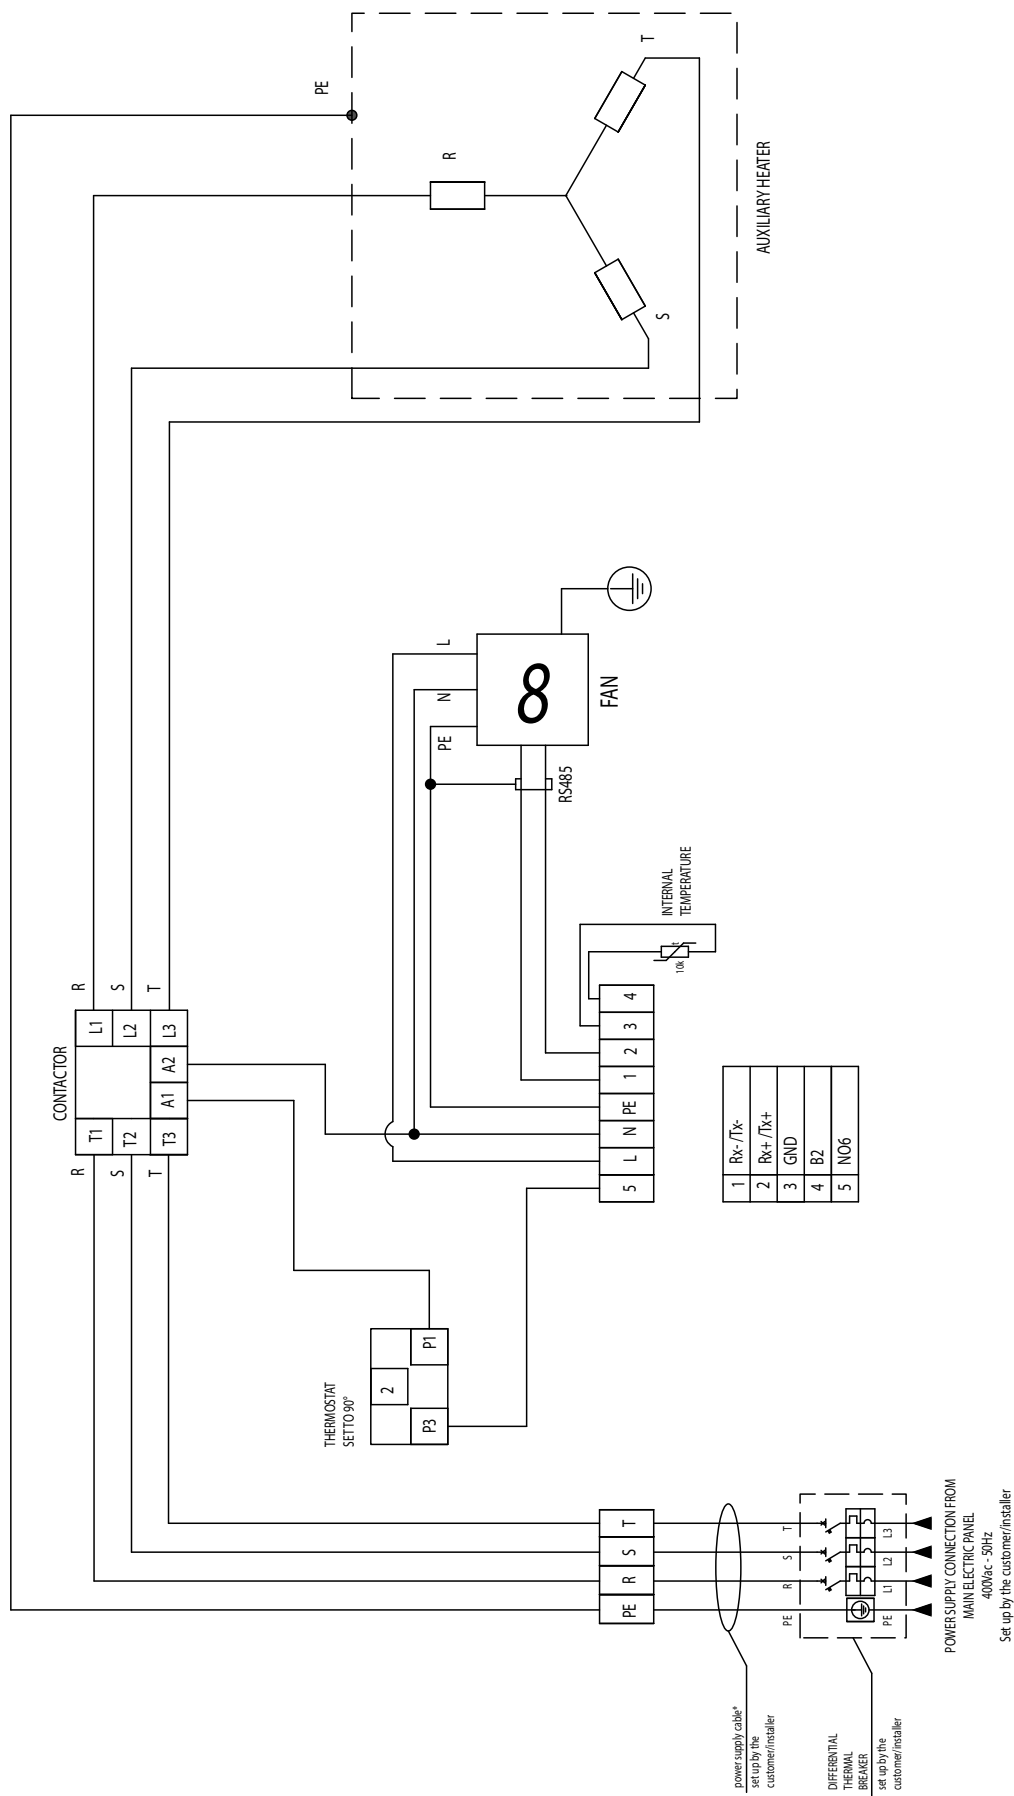 POWER SUPPLY CONNECTION FROM
MAIN ELECTRIC PANEL
400Vac - 50Hz
Set up by the customer/installer
DIFFERENTIAL
THERMAL
BREAKER
set up by the
customer/installer
power supply cable*
set up by the
customer/installer
PE L1 L2 L3
PE R S T
PE R S T
THERMOSTAT
SET TO 90°
P3 2 P1
CONTACTOR
R
S
T
T1
T2
T3
A1
A2
L1
L2
L3
R
S
T
5 L N PE 1 2 3 4
1 Rx- /Tx-
2 Rx+ /Tx+
3 GND
4 B2
5 NO6
INTERNAL
TEMPERATURE
10k
t
RS485
PE
N
L
8
FAN
PE
R
S
T
AUXILIARY HEATER